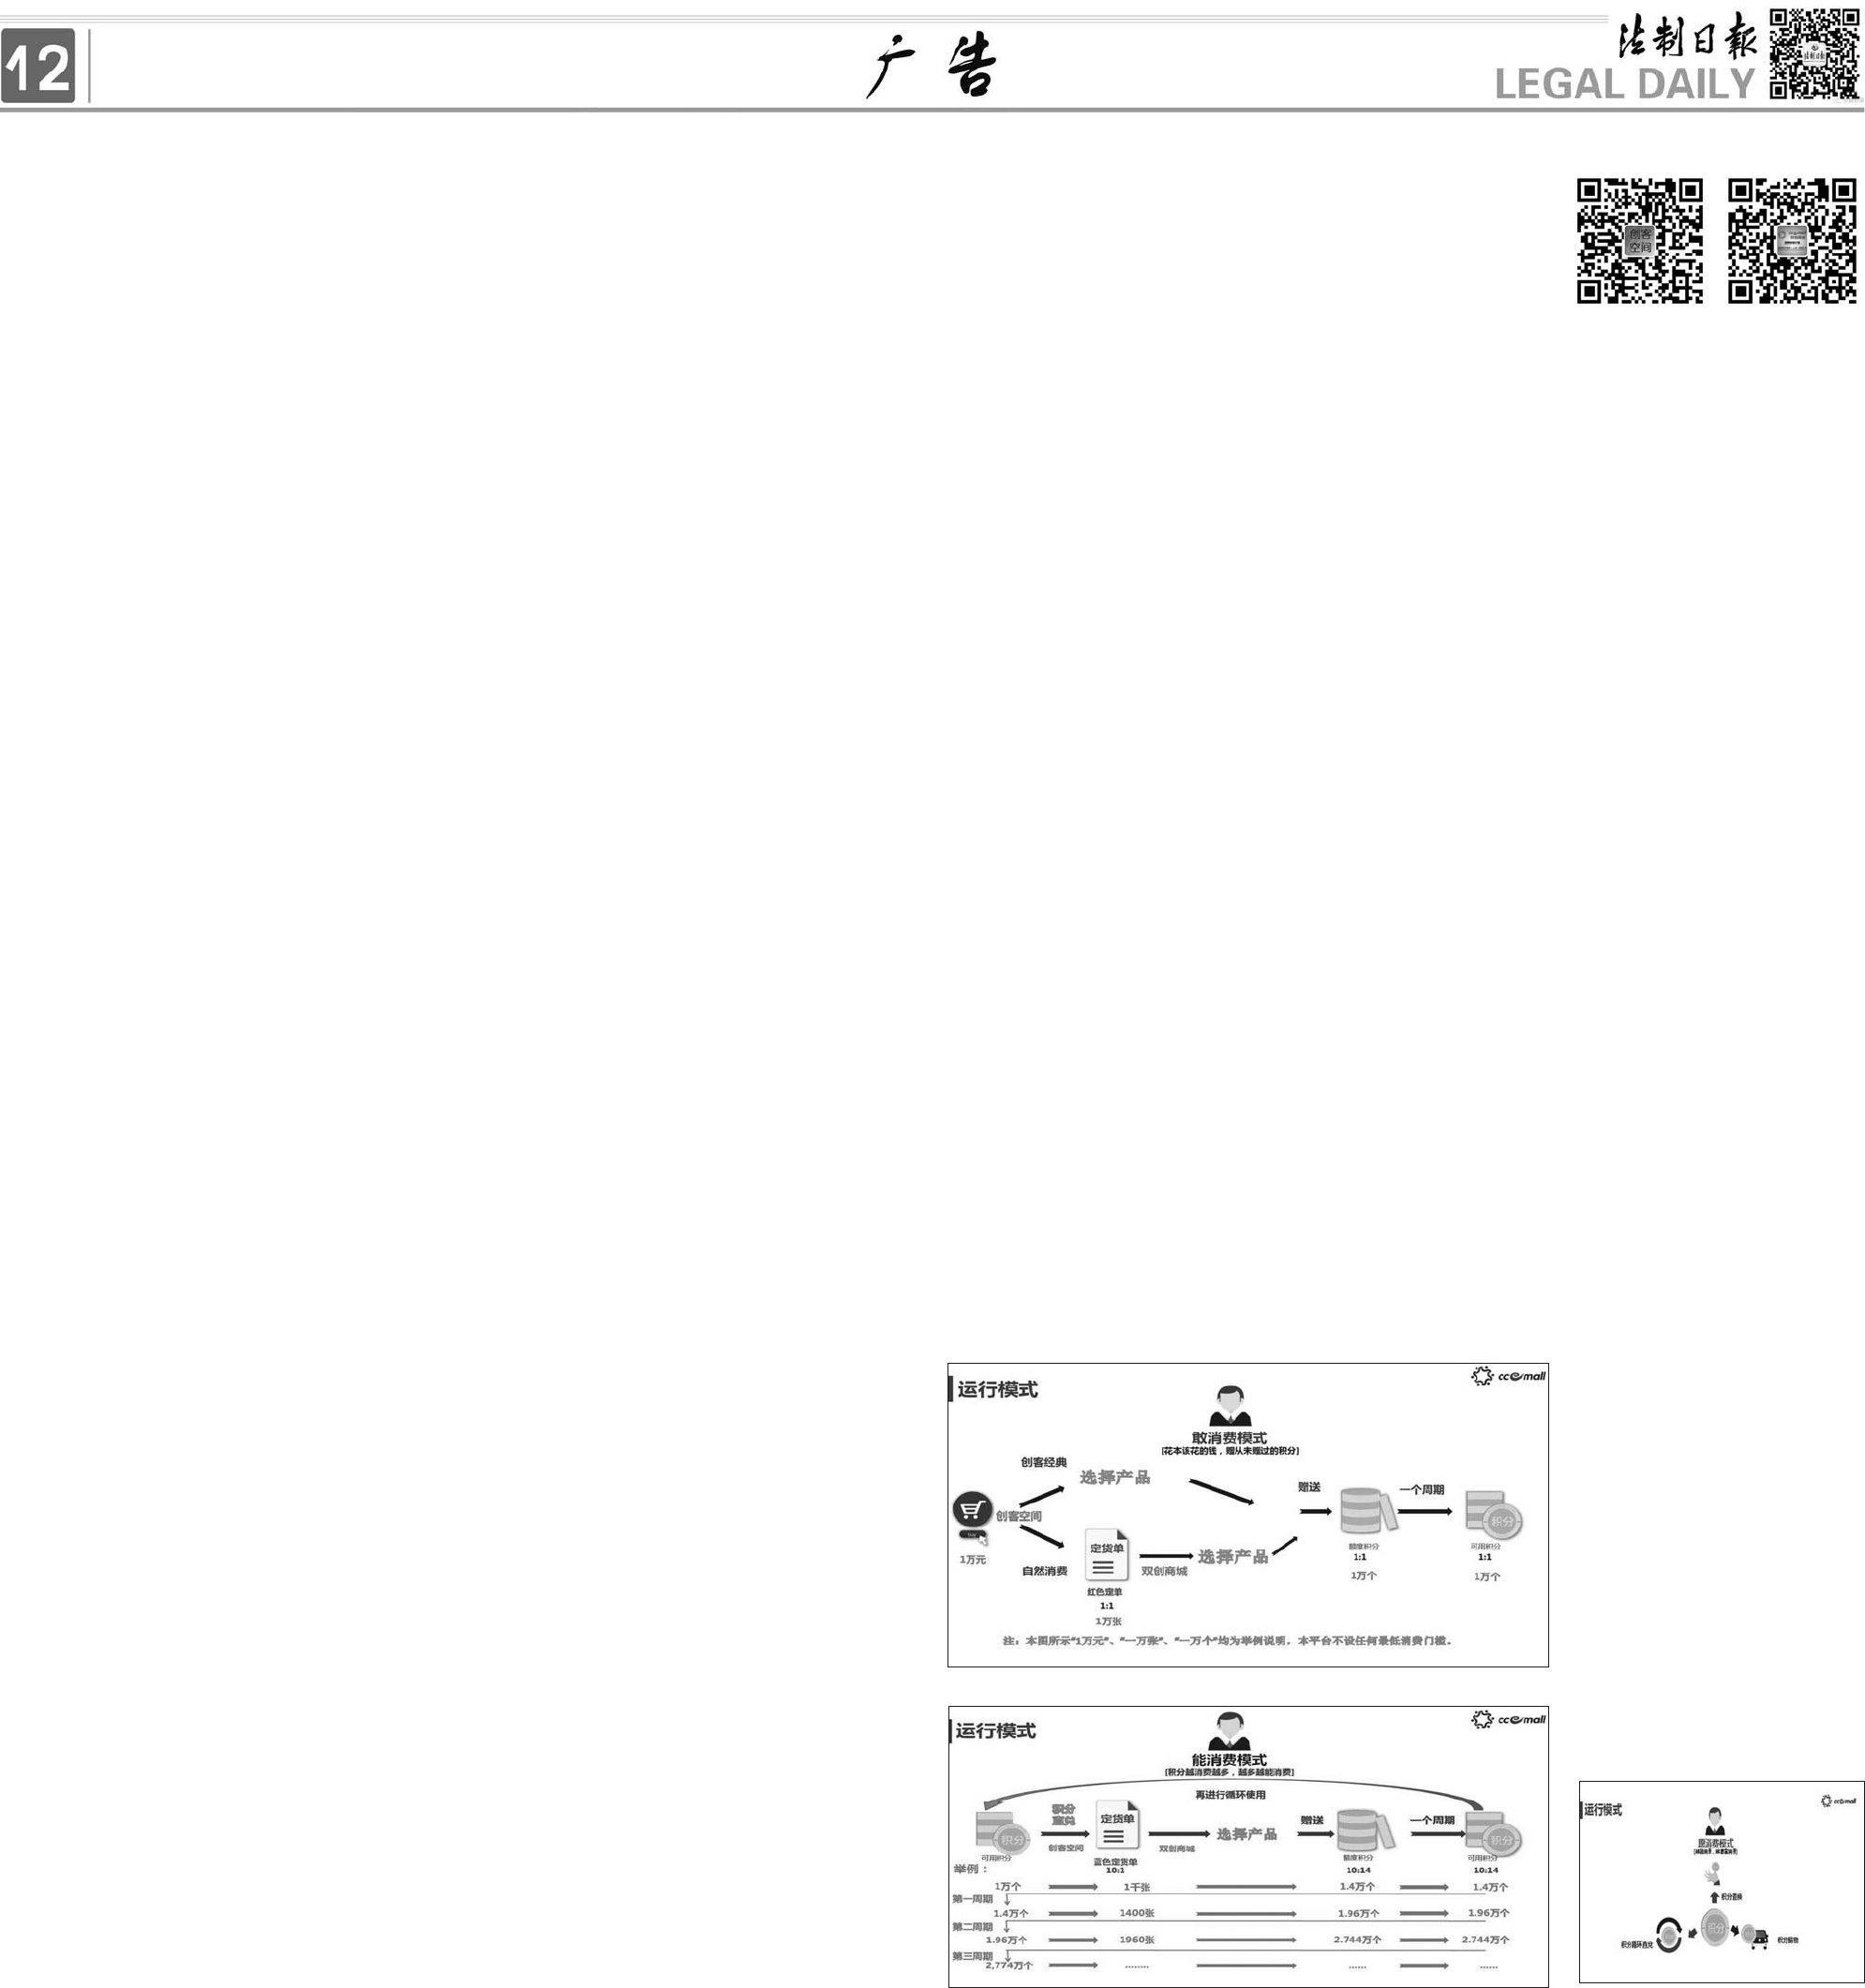 12
广告
法制日報
LEGAL DAILY
创客
空间
运行模式
cc e mall
敢消费模式
[花本该花的钱，赠从未赠过的积分]
创客经典
选择产品
赠送
一个周期
创客空间
buy
积分
1万元
定货单
自然消费
双创商城
选择产品
额度积分
1:1
1万个
可用积分
1:1
1万个
红色定单
1:1
1万张
注：本图所示“1万元”、“一万张”、“一万个”均为举例说明，本平台不设任何最低消费门槛。
运行模式
cc e mall
能消费模式
[积分越消费越多，越多越能消费]
再进行循环使用
积分
可用积分
积分
直兑
创客空间
定货单
蓝色定货单
10:1
双创商城
选择产品
赠送
额度积分
10:14
一个周期
积分
可用积分
10:14
举例：
1万个 1千张 1.4万个 1.4万个
第一周期
1.4万个 1400张 1.96万个 1.96万个
第二周期
1.96万个 1960张 2.744万个 2.744万个
第三周期
2,774万个 ........ ...... ......
运行模式
cc e mall
愿消费模式
积分置换
积分
积分循环直兑
积分购物